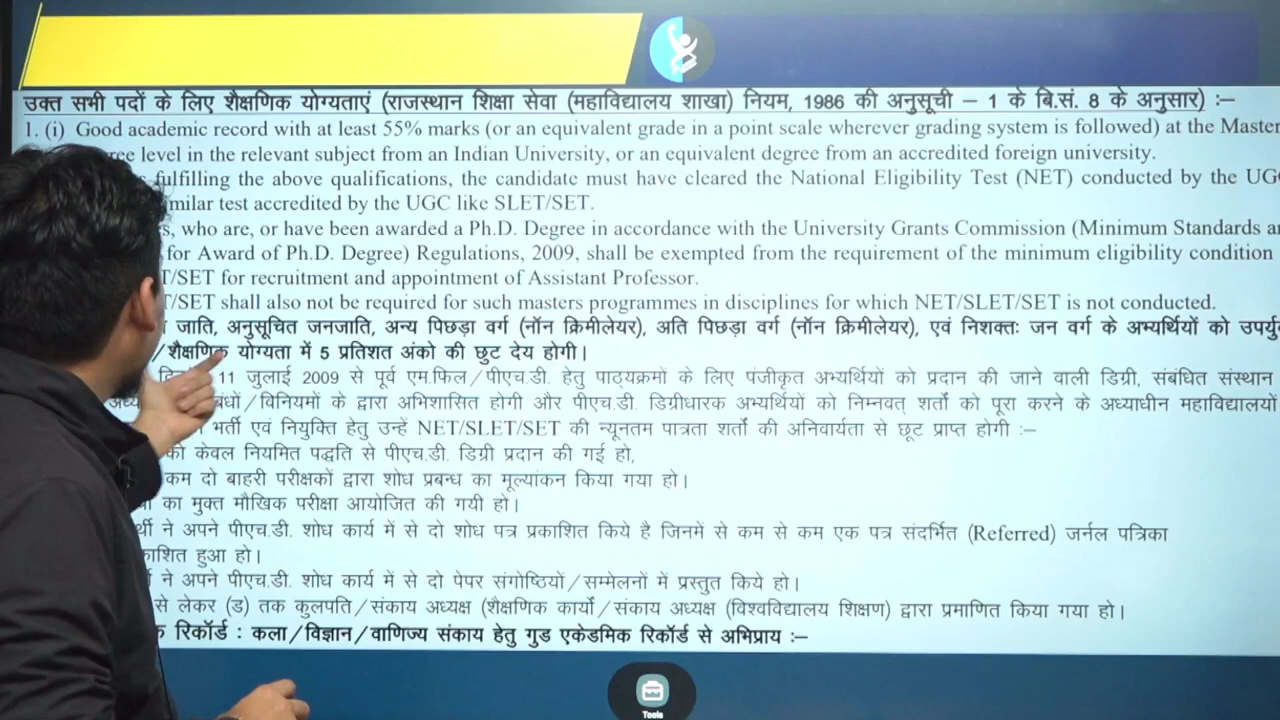 उक्त सभी पदों के लिए शैक्षणिक योग्यताएं (राजस्थान शिक्षा सेवा (महाविद्यालय शाखा) नियम, 1986 की अनुसूची – 1 के बि.सं. 8 के अनुसार) :–
1. (i) Good academic record with at least 55% marks (or an equivalent grade in a point scale wherever grading system is followed) at the Master
level in the relevant subject from an Indian University, or an equivalent degree from an accredited foreign university.
fulfilling the above qualifications, the candidate must have cleared the National Eligibility Test (NET) conducted by the
test accredited by the UGC like SLET/SET.
who are, or have been awarded a Ph.D. Degree in accordance with the University Grants Commission (Minimum Standards
for Award of Ph.D. Degree) Regulations, 2009, shall be exempted from the requirement of the minimum eligibility condition
/SET for recruitment and appointment of Assistant Professor.
/SET shall also not be required for such masters programmes in disciplines for which NET/SLET/SET is not conducted.
जाति, अनुसूचित जनजाति, अन्य पिछड़ा वर्ग (नॉन क्रिमीलेयर), अति पिछड़ा वर्ग (नॉन क्रिमीलेयर), एवं निशक्तः जन वर्ग के अभ्यर्थियों को
/शैक्षणिक योग्यता में 5 प्रतिशत अंको की छुट देय होगी।
11 जुलाई 2009 से पूर्व एम.फिल/पीएच.डी. हेतु पाठ्यक्रमों के लिए पंजीकृत अभ्यर्थियों को प्रदान की जाने वाली डिग्री, संबंधित संस्थान
/विनियमों के द्वारा अभिशासित होगी और पीएच.डी. डिग्रीधारक अभ्यर्थियों को निम्नवत् शर्तों को पूरा करने के अध्याधीन महाविद्यालयों
भर्ती एवं नियुक्ति हेतु उन्हें NET/SLET/SET की न्यूनतम पात्रता शर्तों की अनिवार्यता से छूट प्राप्त होगी :–
को केवल नियमित पद्धति से पीएच.डी. डिग्री प्रदान की गई हो,
कम दो बाहरी परीक्षकों द्वारा शोध प्रबन्ध का मूल्यांकन किया गया हो।
का मुक्त मौखिक परीक्षा आयोजित की गयी हो।
ने अपने पीएच.डी. शोध कार्य में से दो शोध पत्र प्रकाशित किये है जिनमें से कम से कम एक पत्र संदर्भित (Referred) जर्नल पत्रिका
हुआ हो।
ने अपने पीएच.डी. शोध कार्य में से दो पेपर संगोष्ठियों/सम्मेलनों में प्रस्तुत किये हो।
से लेकर (ड) तक कुलपति/संकाय अध्यक्ष (शैक्षणिक कार्यो/संकाय अध्यक्ष (विश्वविद्यालय शिक्षण) द्वारा प्रमाणित किया गया हो।
रिकॉर्ड : कला/विज्ञान/वाणिज्य संकाय हेतु गुड एकेडमिक रिकॉर्ड से अभिप्राय :–
Tools